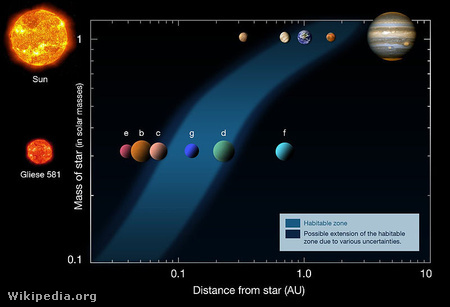 Sun
Gliese 581
Mass of star (in solar masses)
1
0.1
e b c g d f
Habitable zone
Possible extension of the habitable
zone due to various uncertainties.
0.1 1.0 10
Distance from star (AU)
Wikipedia.org